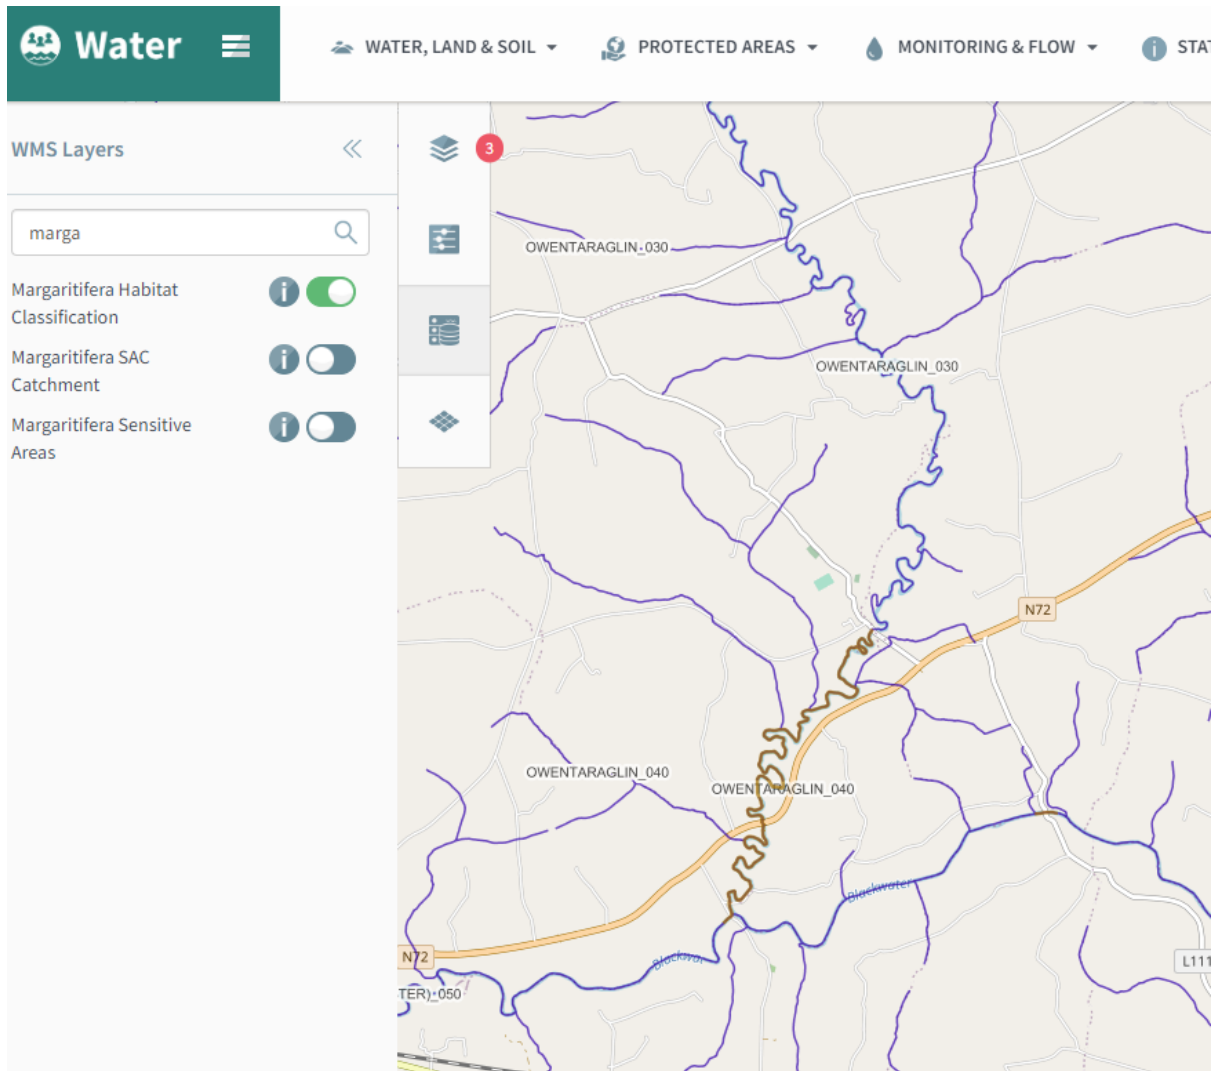 Water
WATER, LAND & SOIL
PROTECTED AREAS
MONITORING & FLOW
STAT
WMS Layers
3
marga
Margaritifera Habitat
Classification
Margaritifera SAC
Catchment
Margaritifera Sensitive
Areas
OWENTARAGLIN_030
OWENTARAGLIN_030
N72
OWENTARAGLIN_040
OWENTARAGLIN_040
Blackwater
N72
Blackwat
L111
TER)_050